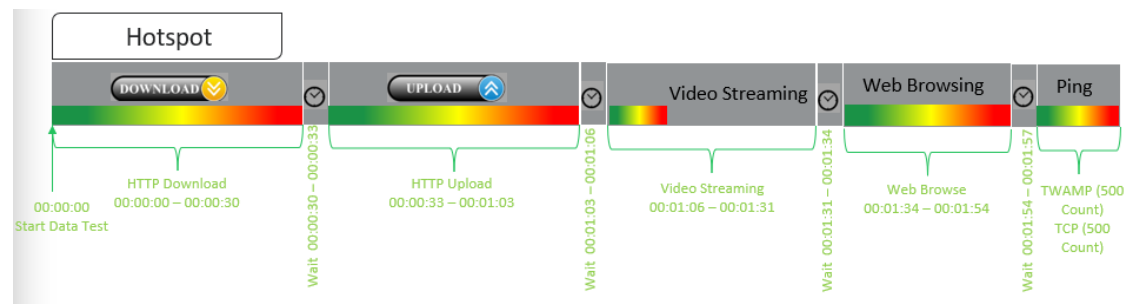 Hotspot
DOWNLOAD
UPLOAD
Video Streaming
Web Browsing
Ping
00:00:00
Start Data Test
HTTP Download
00:00:00 – 00:00:30
Wait 00:00:30 – 00:00:33
HTTP Upload
00:00:33 – 00:01:03
Wait 00:01:03 –00:01:06
Video Streaming
00:01:06 – 00:01:31
Wait 00:01:31 – 00:01:34
Web Browse
00:01:34 – 00:01:54
Wait 00:01:54 – 00:01:57
TWAMP (500
Count)
TCP (500
Count)